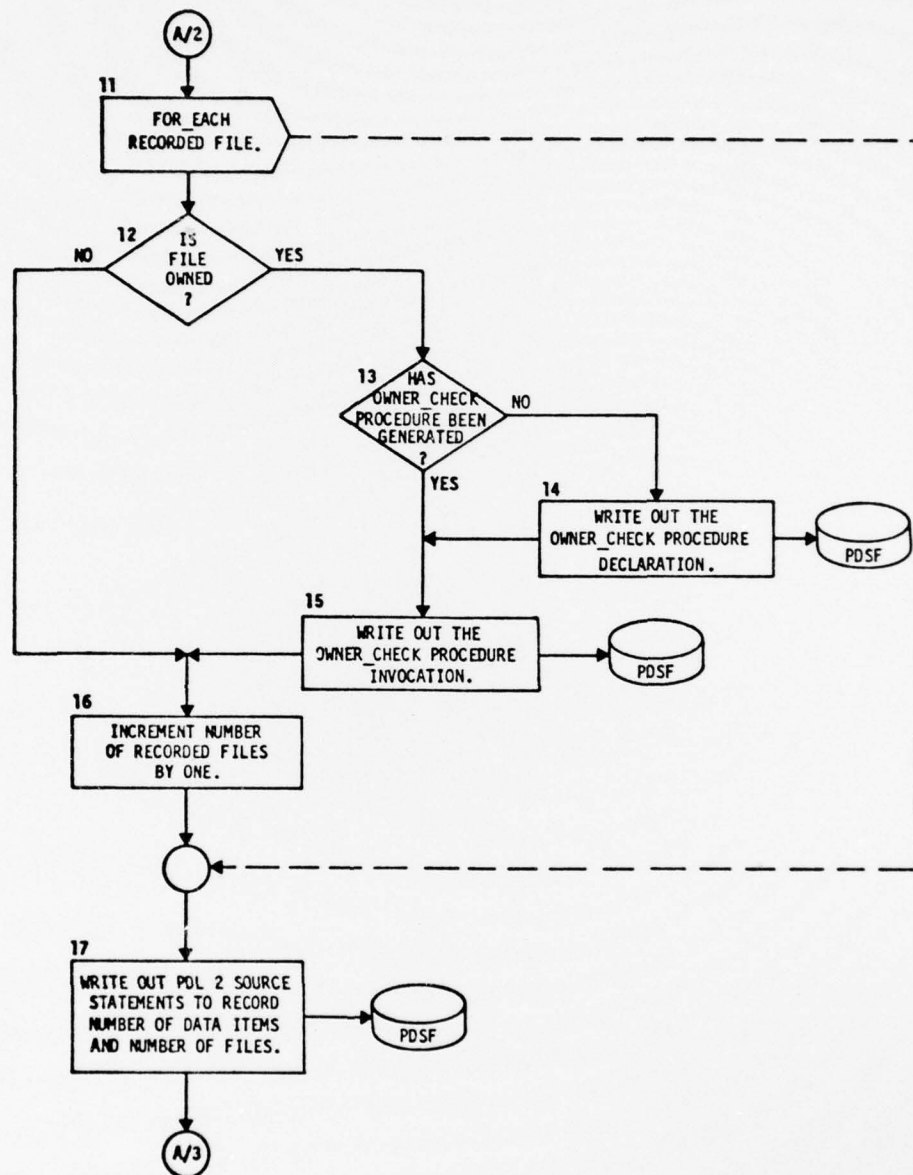 A/2
11
FOR_EACH
RECORDED FILE.
12
IS
FILE
OWNED
?
NO
YES
13
HAS
OWNER_CHECK
PROCEDURE BEEN
GENERATED
?
NO
YES
14
WRITE OUT THE
OWNER_CHECK PROCEDURE
DECLARATION.
PDSF
15
WRITE OUT THE
OWNER_CHECK PROCEDURE
INVOCATION.
PDSF
16
INCREMENT NUMBER
OF RECORDED FILES
BY ONE.
17
WRITE OUT PDL 2 SOURCE
STATEMENTS TO RECORD
NUMBER OF DATA ITEMS
AND NUMBER OF FILES.
PDSF
A/3